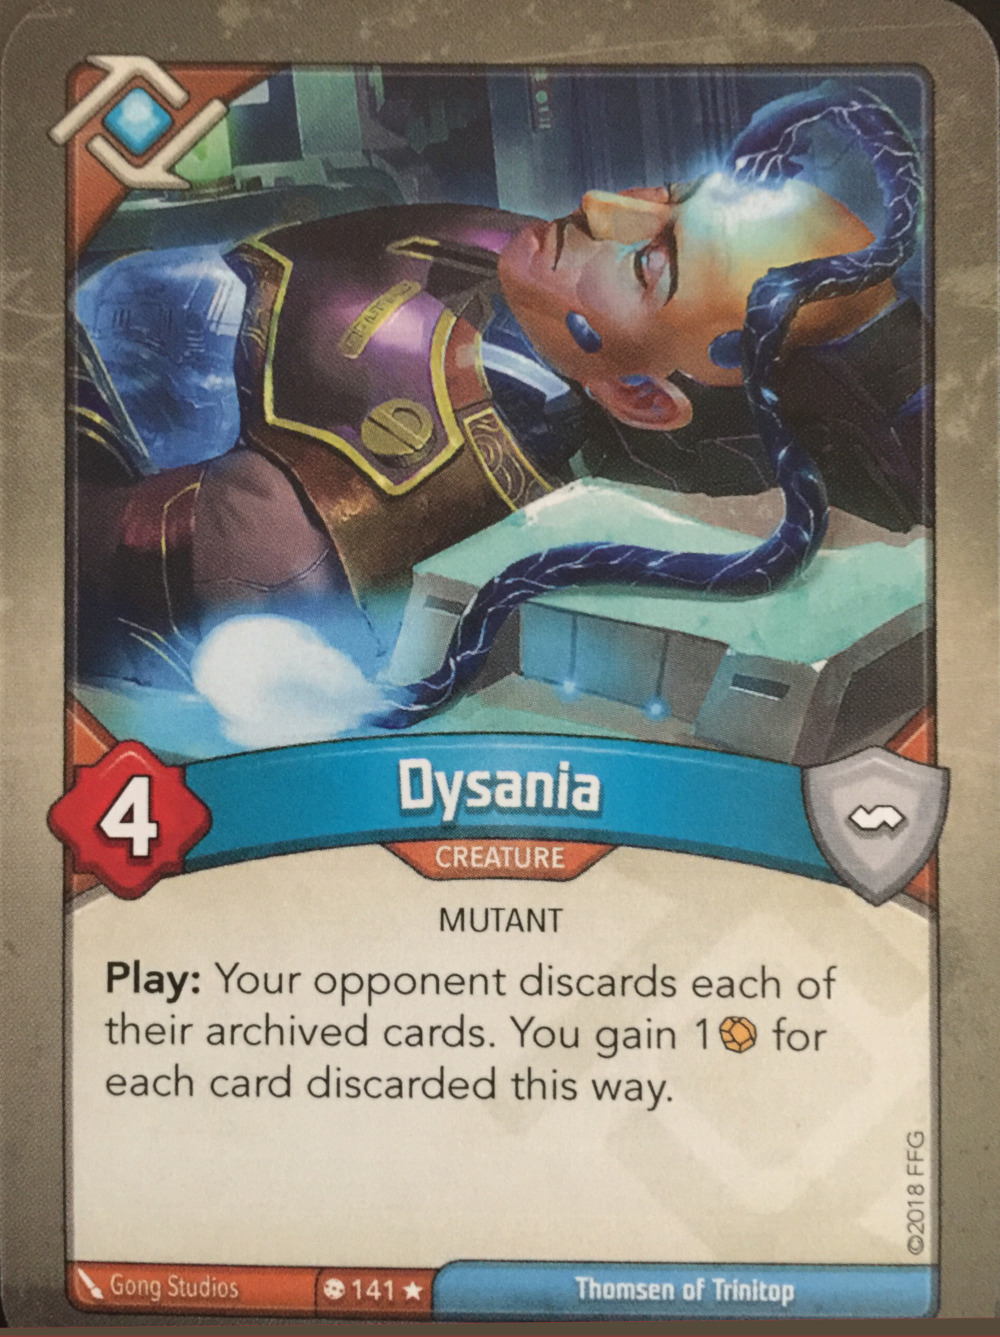 4
Dysania
CREATURE
MUTANT
Play: Your opponent discards each of
their archived cards. You gain 1 for
each card discarded this way.
©2018 FFG
Gong Studios
141
Thomsen of Trinitop